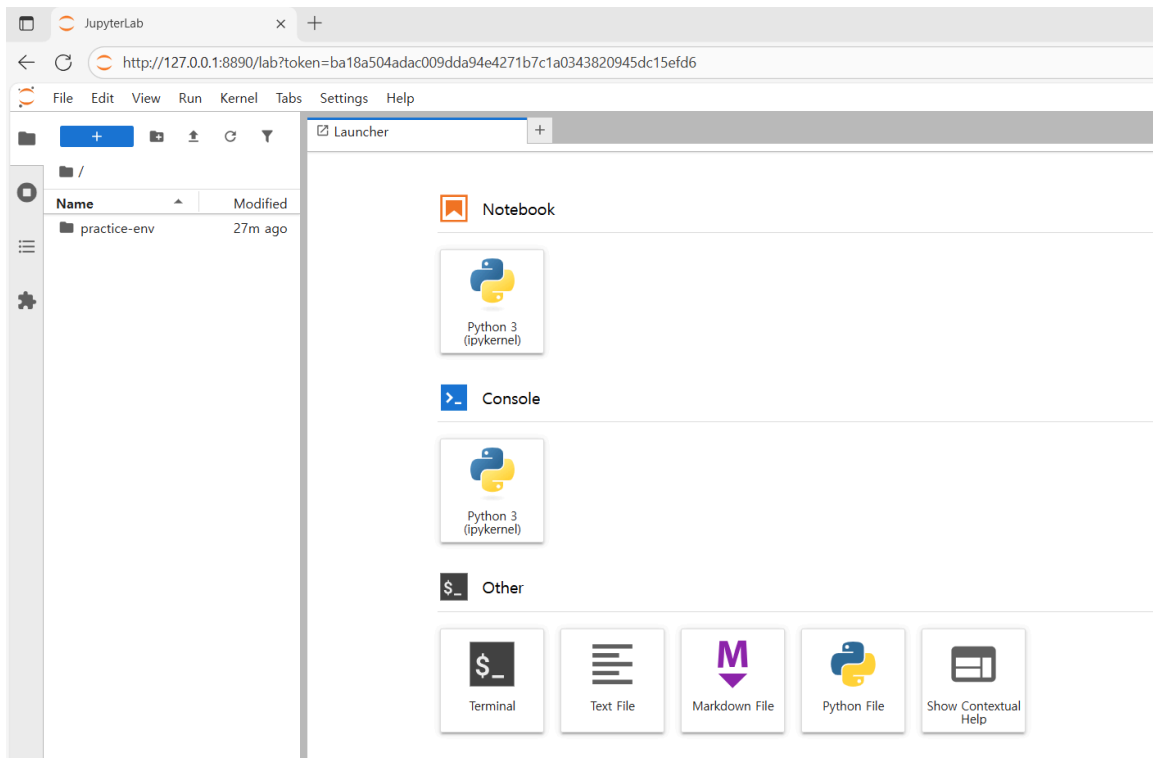 JupyterLab
http://127.0.0.1:8890/lab?token=ba18a504adac009dda94e4271b7c1a0343820945dc15efd6
File Edit View Run Kernel Tabs Settings Help
Launcher
/
Name Modified
practice-env 27m ago
Notebook
Python 3
(ipykernel)
Console
Python 3
(ipykernel)
$_ Other
$_
Terminal
Text File
M
Markdown File
Python File
Show Contextual
Help